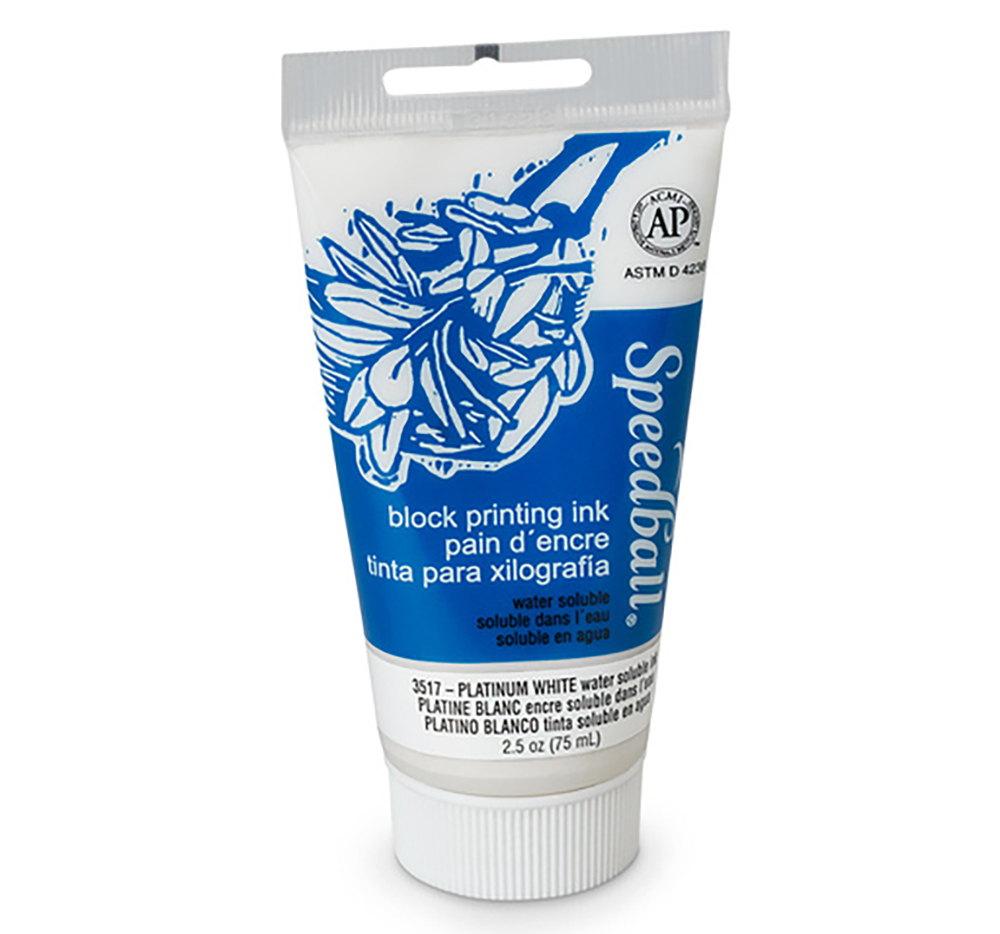 ACMI
AP
ASTM D 4236
Speedball®
block printing ink
pain d´encre
tinta para xilografía
water soluble
soluble dans l´eau
soluble en agua
3517 – PLATINUM WHITE water soluble ink
PLATINE BLANC encre soluble dans l'eau
PLATINO BLANCO tinta soluble en agua
2.5 oz (75 mL)